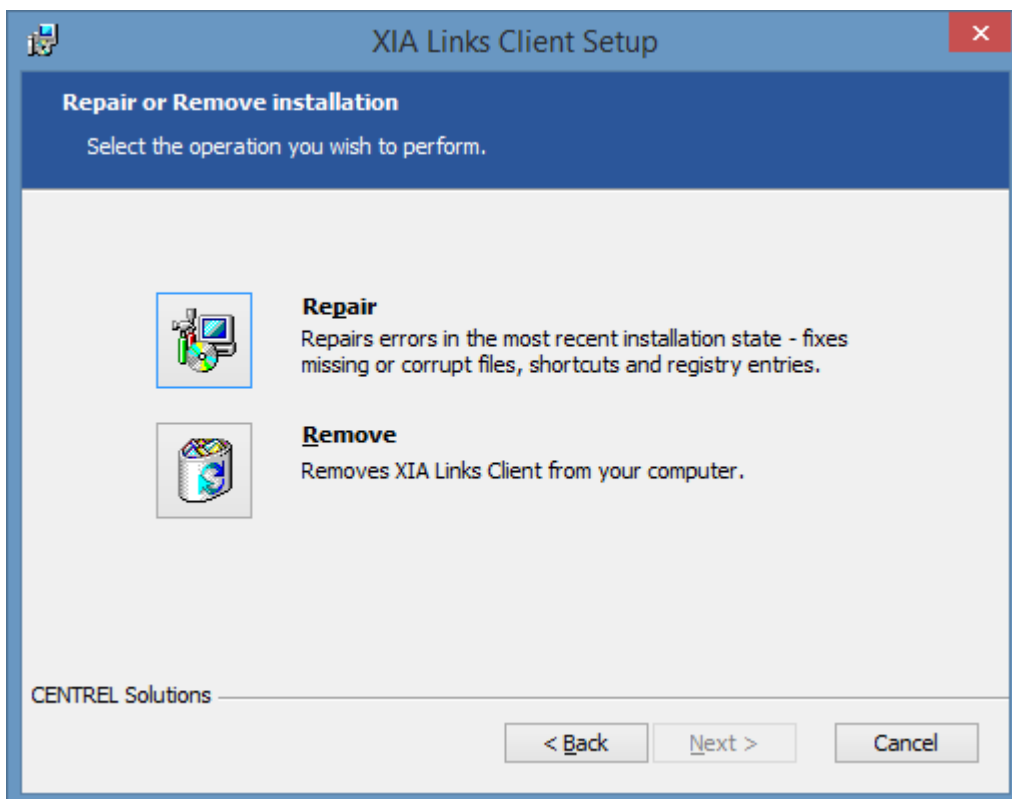 XIA Links Client Setup
Repair or Remove installation
Select the operation you wish to perform.
Repair
Repairs errors in the most recent installation state - fixes
missing or corrupt files, shortcuts and registry entries.
Remove
Removes XIA Links Client from your computer.
CENTREL Solutions
< Back
Next >
Cancel